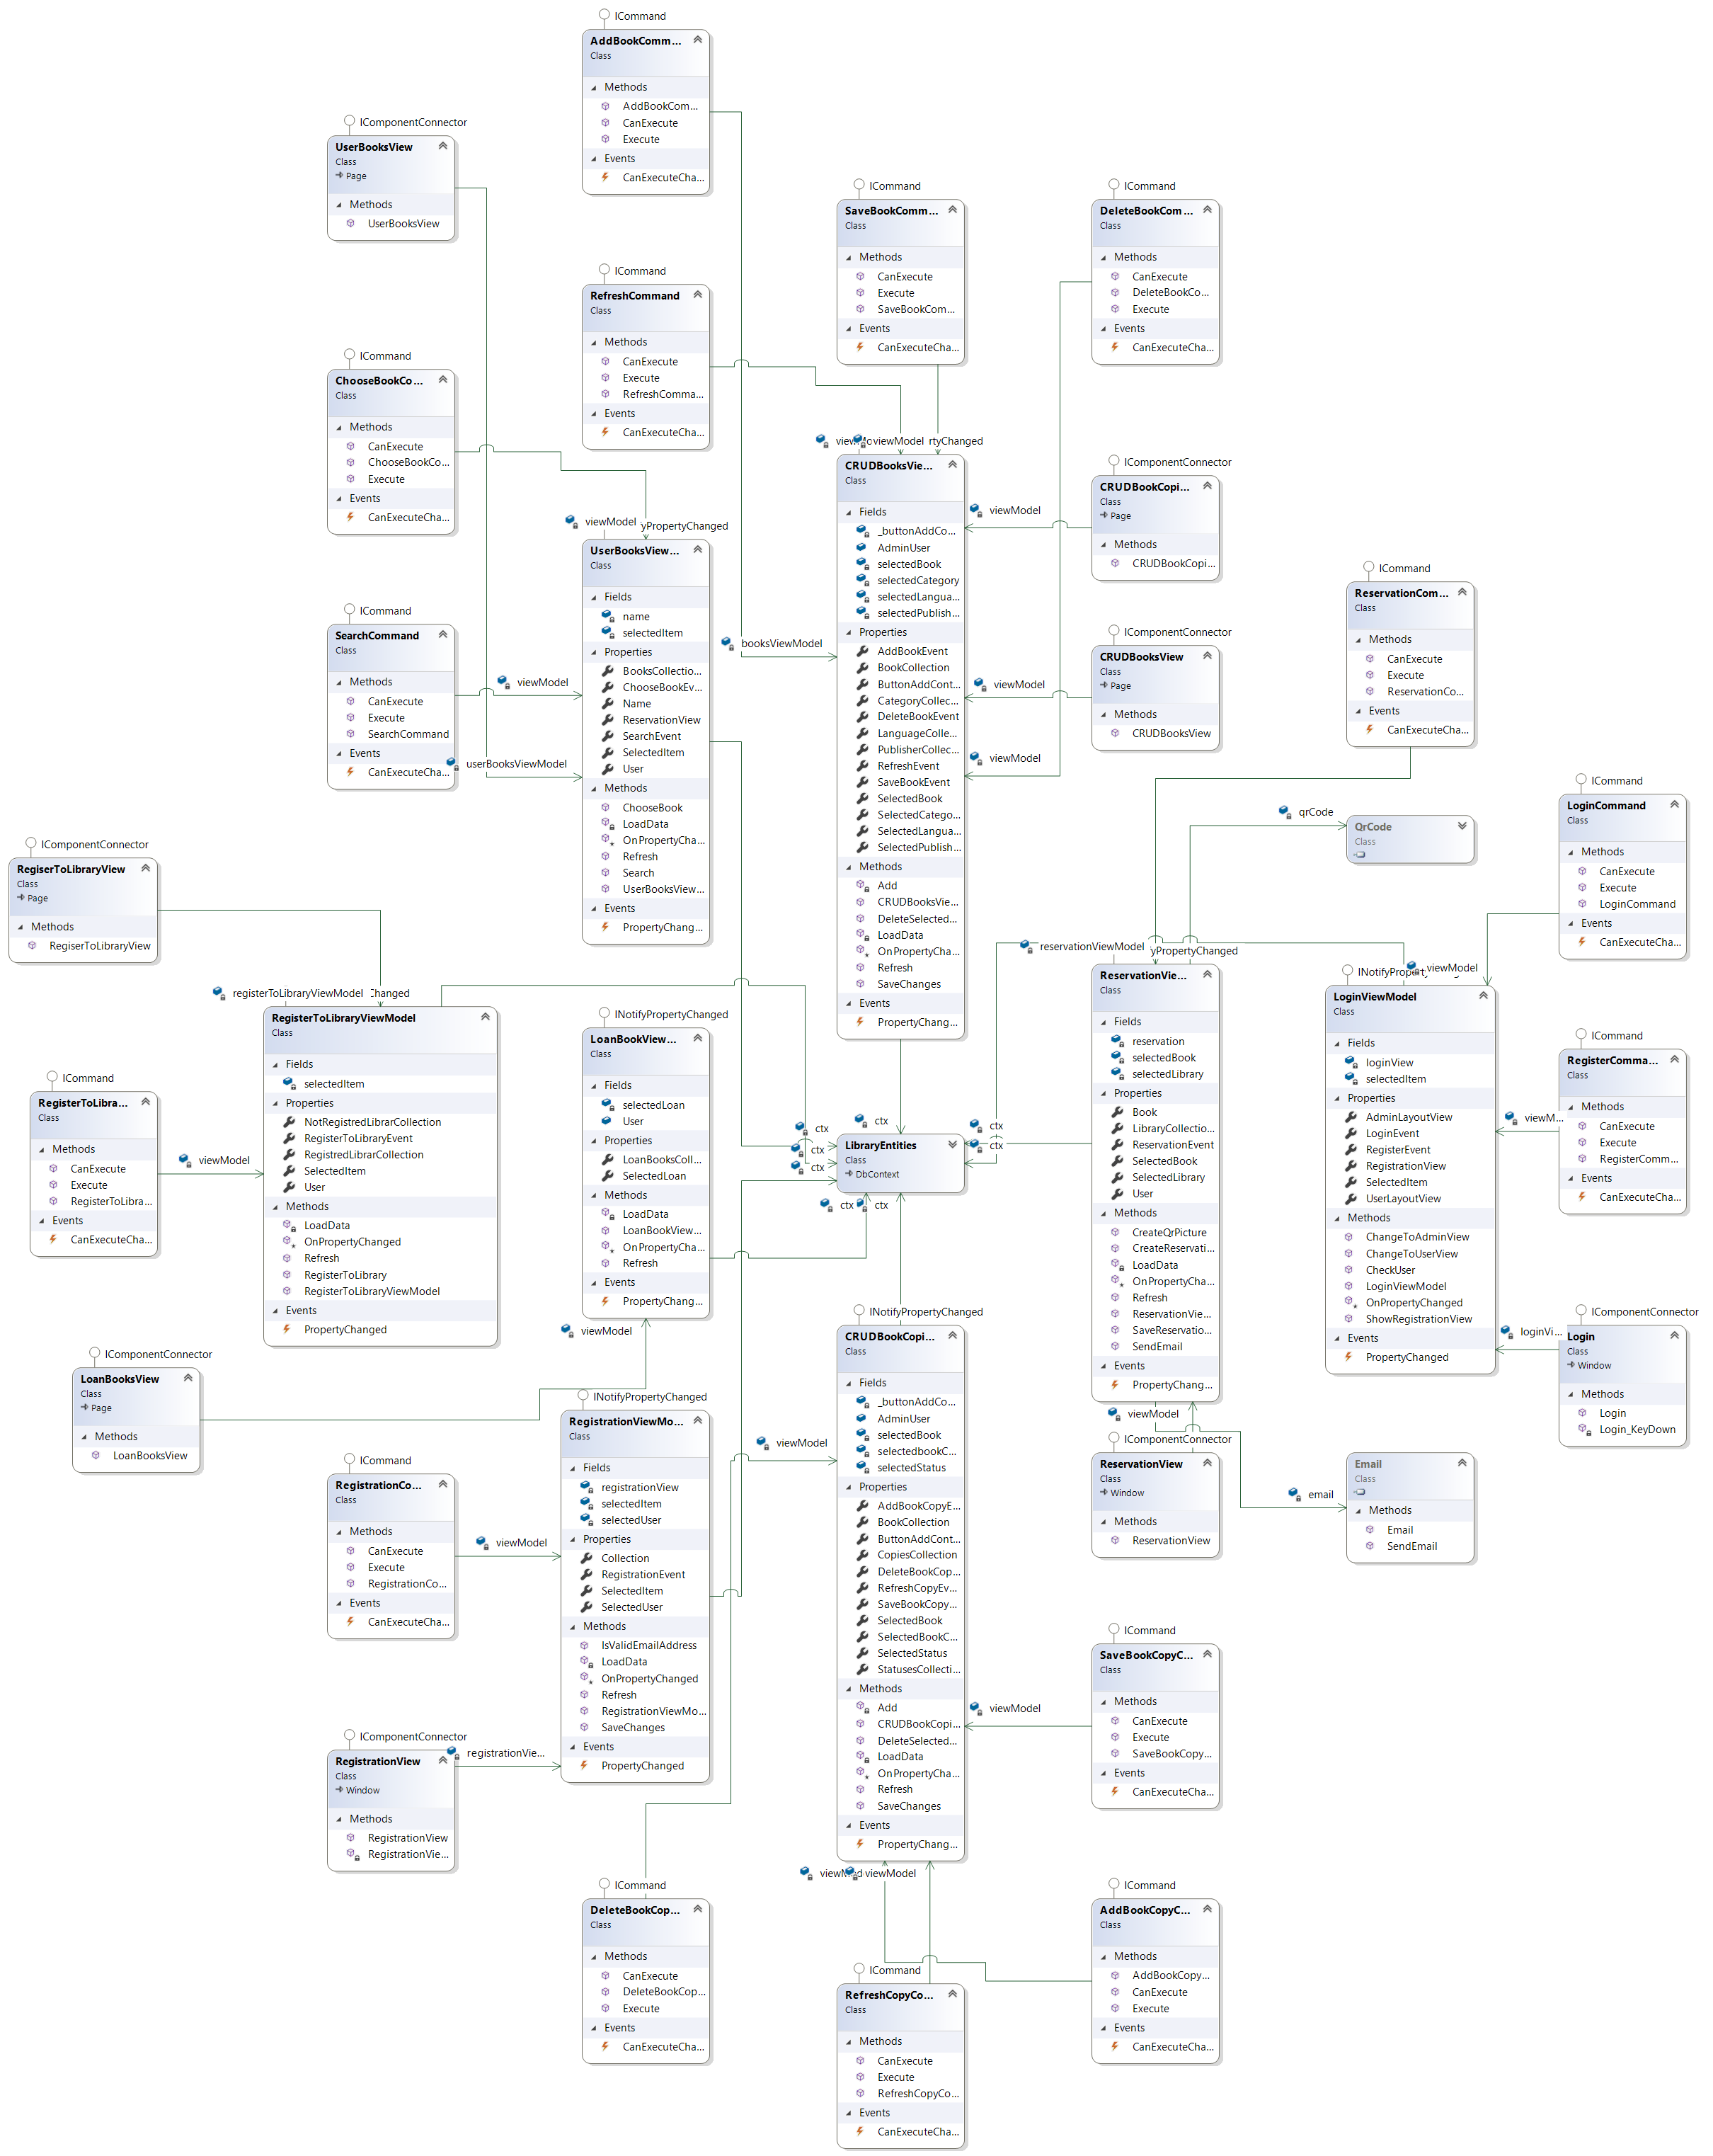 ICommand
AddBookComm...
Class
Methods
AddBookCom...
CanExecute
Execute
Events
CanExecuteCha...
IComponentConnector
UserBooksView
Class
Page
Methods
UserBooksView
ICommand
SaveBookComm...
Class
Methods
CanExecute
Execute
SaveBookCom...
Events
CanExecuteCha...
ICommand
DeleteBookCom...
Class
Methods
CanExecute
DeleteBookCo...
Execute
Events
CanExecuteCha...
ICommand
RefreshCommand
Class
Methods
CanExecute
Execute
RefreshComma...
Events
CanExecuteCha...
ICommand
ChooseBookCo...
Class
Methods
CanExecute
ChooseBookCo...
Execute
Events
CanExecuteCha...
viewModel
rtyChanged
CRUDBooksVie...
Class
Fields
_buttonAddCo...
AdminUser
selectedBook
selectedCategory
selectedLangua...
selectedPublish...
Properties
AddBookEvent
BookCollection
ButtonAddCont...
CategoryCollec...
DeleteBookEvent
LanguageColle...
PublisherCollec...
RefreshEvent
SaveBookEvent
SelectedBook
SelectedCatego...
SelectedLangua...
SelectedPublish...
Methods
Add
CRUDBooksVie...
DeleteSelected...
LoadData
OnPropertyCha...
Refresh
SaveChanges
Events
PropertyChang...
IComponentConnector
CRUDBookCopi...
Class
Page
Methods
CRUDBookCopi...
viewModel
viewModel
yPropertyChanged
UserBooksView...
Class
Fields
name
selectedItem
Properties
BooksCollectio...
ChooseBookEv...
Name
ReservationView
SearchEvent
SelectedItem
User
Methods
ChooseBook
LoadData
OnPropertyCha...
Refresh
Search
UserBooksView...
Events
PropertyChang...
ICommand
ReservationCom...
Class
Methods
CanExecute
Execute
ReservationCo...
Events
CanExecuteCha...
ICommand
SearchCommand
Class
Methods
CanExecute
Execute
SearchCommand
Events
CanExecuteCha...
viewModel
userBooksViewModel
booksViewModel
IComponentConnector
CRUDBooksView
Class
Page
Methods
CRUDBooksView
viewModel
viewModel
qrCode
QrCode
Class
ICommand
LoginCommand
Class
Methods
CanExecute
Execute
LoginCommand
Events
CanExecuteCha...
IComponentConnector
RegiserToLibraryView
Class
Page
Methods
RegiserToLibraryView
registerToLibraryViewModel
Changed
RegisterToLibraryViewModel
Class
Fields
selectedItem
Properties
NotRegistredLibrarCollection
RegisterToLibraryEvent
RegistredLibrarCollection
SelectedItem
User
Methods
LoadData
OnPropertyChanged
Refresh
RegisterToLibrary
RegisterToLibraryViewModel
Events
PropertyChanged
INotifyPropertyChanged
LoanBookView...
Class
Fields
selectedLoan
User
Properties
LoanBooksColl...
SelectedLoan
Methods
LoadData
LoanBookView...
OnPropertyCha...
Refresh
Events
PropertyChang...
reservationViewModel
yPropertyChanged
ReservationVie...
Class
Fields
reservation
selectedBook
selectedLibrary
Properties
Book
LibraryCollectio...
ReservationEvent
SelectedBook
SelectedLibrary
User
Methods
CreateQrPicture
CreateReservati...
LoadData
OnPropertyCha...
Refresh
ReservationVie...
SaveReservatio...
SendEmail
Events
PropertyChang...
viewModel
LoginViewModel
Class
Fields
loginView
selectedItem
Properties
AdminLayoutView
LoginEvent
RegisterEvent
RegistrationView
SelectedItem
UserLayoutView
Methods
ChangeToAdminView
ChangeToUserView
CheckUser
LoginViewModel
OnPropertyChanged
ShowRegistrationView
Events
PropertyChanged
ICommand
RegisterComma...
Class
Methods
CanExecute
Execute
RegisterComm...
Events
CanExecuteCha...
viewM...
ICommand
RegisterToLibra...
Class
Methods
CanExecute
Execute
RegisterToLibra...
Events
CanExecuteCha...
viewModel
ctx
ctx
ctx
ctx
ctx
ctx
ctx
ctx
LibraryEntities
Class
DbContext
IComponentConnector
Login
Class
Window
Methods
Login
Login_KeyDown
loginVi...
viewModel
IComponentConnector
LoanBooksView
Class
Page
Methods
LoanBooksView
INotifyPropertyChanged
CRUDBookCopi...
Class
Fields
_buttonAddCo...
AdminUser
selectedBook
selectedbookC...
selectedStatus
Properties
AddBookCopyE...
BookCollection
ButtonAddCont...
CopiesCollection
DeleteBookCop...
RefreshCopyEv...
SaveBookCopy...
SelectedBook
SelectedBookC...
SelectedStatus
StatusesCollecti...
Methods
Add
CRUDBookCopi...
DeleteSelected...
LoadData
OnPropertyCha...
Refresh
SaveChanges
Events
PropertyChang...
INotifyPropertyChanged
RegistrationViewMo...
Class
Fields
registrationView
selectedItem
selectedUser
Properties
Collection
RegistrationEvent
SelectedItem
SelectedUser
Methods
IsValidEmailAddress
LoadData
OnPropertyChanged
Refresh
RegistrationViewMo...
SaveChanges
Events
PropertyChanged
viewModel
viewModel
IComponentConnector
ReservationView
Class
Window
Methods
ReservationView
email
Email
Class
Methods
Email
SendEmail
ICommand
RegistrationCo...
Class
Methods
CanExecute
Execute
RegistrationCo...
Events
CanExecuteCha...
viewModel
ICommand
SaveBookCopyC...
Class
Methods
CanExecute
Execute
SaveBookCopy...
Events
CanExecuteCha...
viewModel
IComponentConnector
RegistrationView
Class
Window
Methods
RegistrationView
RegistrationVie...
registrationVie...
viewModel
ICommand
DeleteBookCop...
Class
Methods
CanExecute
DeleteBookCop...
Execute
Events
CanExecuteCha...
ICommand
AddBookCopyC...
Class
Methods
AddBookCopy...
CanExecute
Execute
Events
CanExecuteCha...
ICommand
RefreshCopyCo...
Class
Methods
CanExecute
Execute
RefreshCopyCo...
Events
CanExecuteCha...